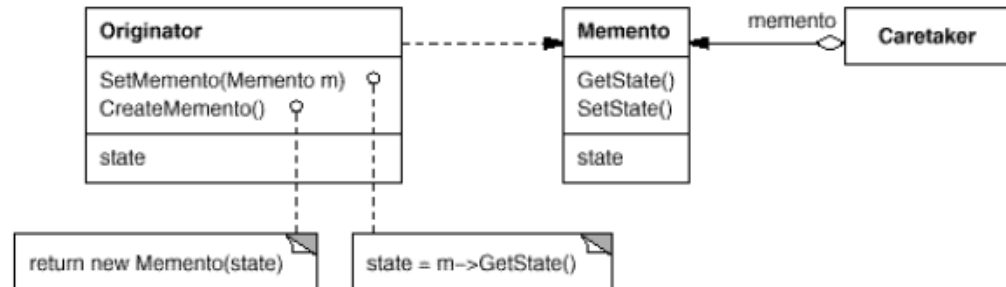 Originator
SetMemento(Memento m)
CreateMemento()
state
Memento
GetState()
SetState()
state
memento
Caretaker
return new Memento(state)
state = m->GetState()